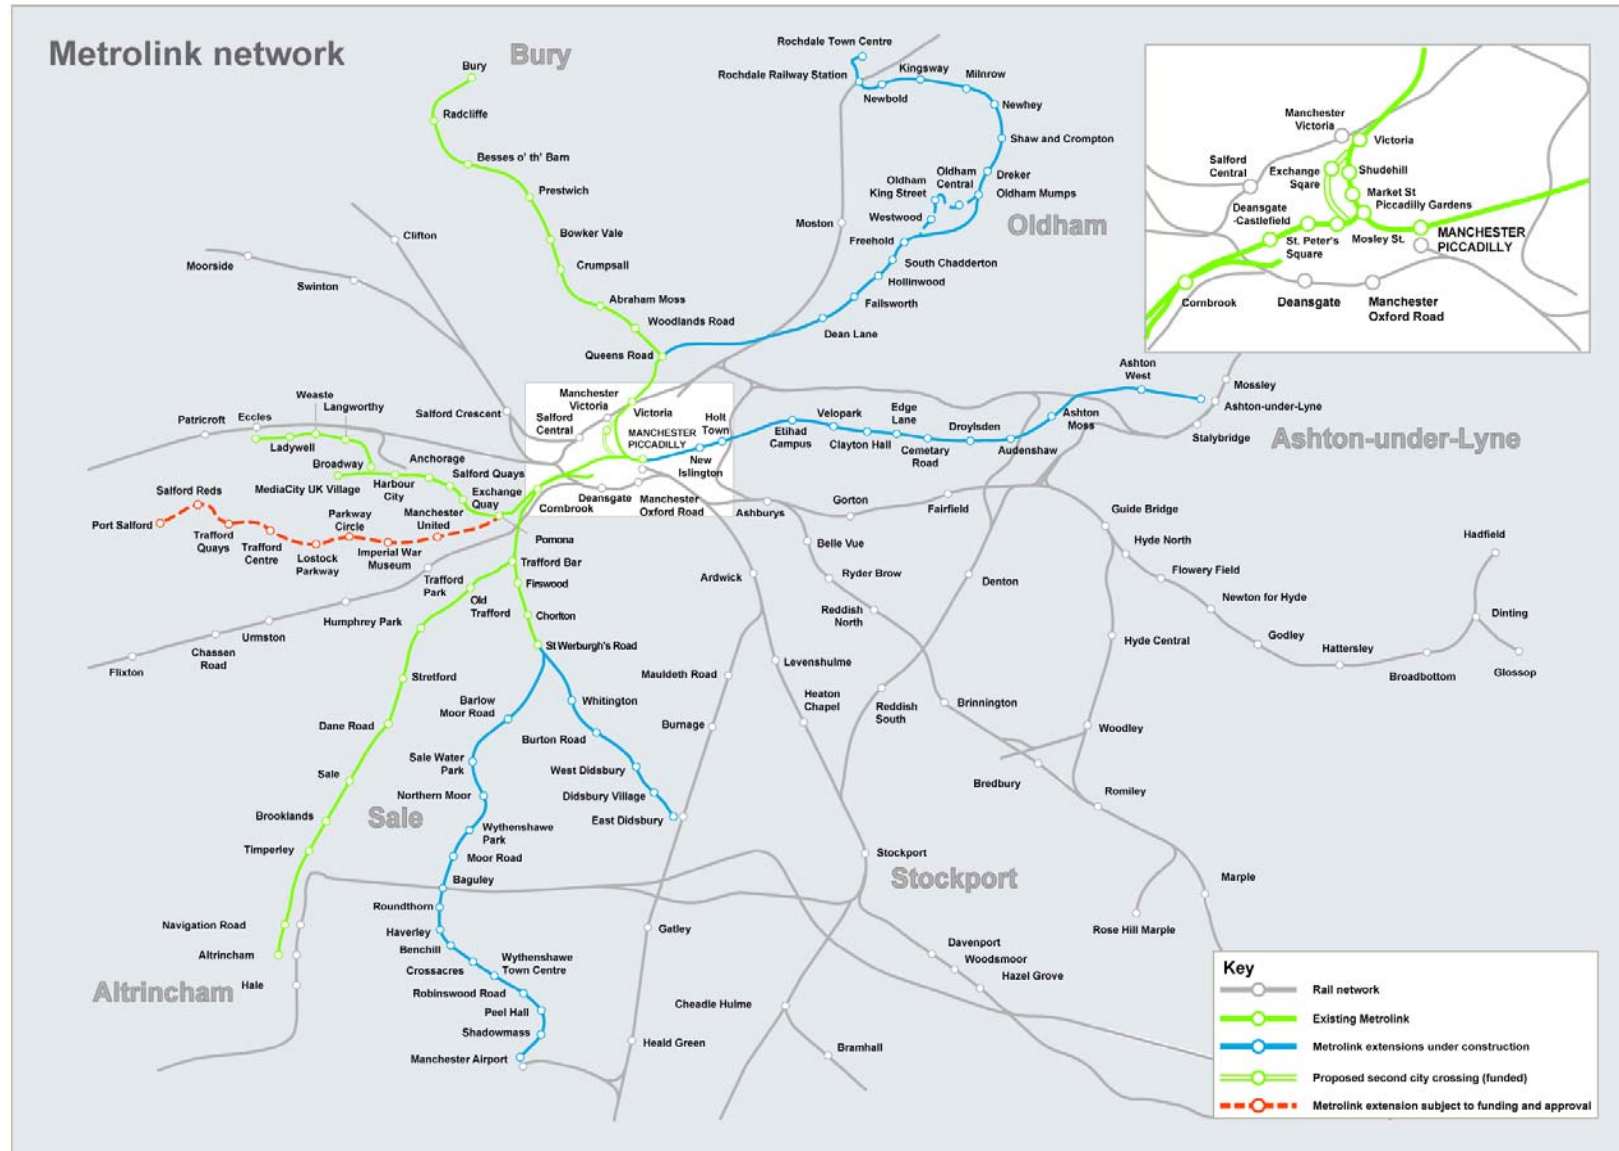 Metrolink network
Bury
Bury
Radcliffe
Besses o' th' Barn
Prestwich
Bowker Vale
Crumpsall
Abraham Moss
Woodlands Road
Queens Road
Rochdale Town Centre
Rochdale Railway Station
Kingsway
Milnrow
Newbold
Newhey
Shaw and Crompton
Dreker
Oldham
Central
Oldham
King Street
Oldham Mumps
Westwood
Oldham
Freehold
South Chadderton
Hollinwood
Failsworth
Dean Lane
Moston
Clifton
Moorside
Swinton
Manchester
Victoria
Victoria
Salford
Central
Exchange
Sqare
Shudehill
Market St
Piccadilly Gardens
Deansgate
-Castlefield
St. Peter's
Square
Mosley St.
MANCHESTER
PICCADILLY
Cornbrook
Deansgate
Manchester
Oxford Road
Weaste
Langworthy
Patricroft
Eccles
Ladywell
Broadway
Anchorage
Salford Quays
MediaCity UK Village
Harbour
City
Exchange
Quay
Salford Crescent
Manchester
Victoria
Salford
Central
Victoria
MANCHESTER
PICCADILLY
Holt
Town
New
Islington
Cornbrook
Deansgate
Manchester
Oxford Road
Etihad
Campus
Velopark
Clayton Hall
Edge
Lane
Cemetary
Road
Droylsden
Audenshaw
Ashton
Moss
Ashton
West
Mossley
Ashton-under-Lyne
Stalybridge
Ashton-under-Lyne
Salford Reds
Port Salford
Trafford
Quays
Trafford
Centre
Lostock
Parkway
Parkway
Circle
Imperial War
Museum
Manchester
United
Pomona
Trafford Bar
Firswood
Trafford
Park
Old
Trafford
Chorlton
Humphrey Park
Urmston
Chassen
Road
Flixton
St Werburgh's Road
Stretford
Dane Road
Sale
Brooklands
Timperley
Navigation Road
Altrincham
Hale
Altrincham
Sale
Barlow
Moor Road
Sale Water
Park
Northern Moor
Wythenshawe
Park
Moor Road
Baguley
Roundthorn
Haverley
Benchill
Crossacres
Wythenshawe
Town Centre
Robinswood Road
Peel Hall
Shadowmass
Manchester Airport
Whitington
Burton Road
West Didsbury
Didsbury Village
East Didsbury
Ashburys
Gorton
Fairfield
Belle Vue
Ryder Brow
Reddish
North
Ardwick
Levenshulme
Mauldeth Road
Heaton
Chapel
Burnage
Denton
Reddish
South
Brinnington
Bredbury
Guide Bridge
Hyde North
Flowery Field
Newton for Hyde
Godley
Hattersley
Broadbottom
Hadfield
Dinting
Glossop
Hyde Central
Woodley
Romiley
Marple
Rose Hill Marple
Stockport
Stockport
Gatley
Davenport
Woodsmoor
Hazel Grove
Cheadle Hulme
Heald Green
Bramhall
Key
Rail network
Existing Metrolink
Metrolink extensions under construction
Proposed second city crossing (funded)
Metrolink extension subject to funding and approval